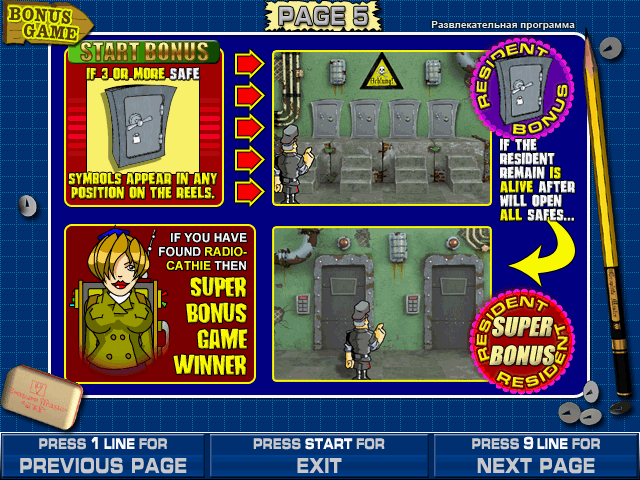 BONUS
GAME
PAGE 5
Развлекательная программа
START BONUS
IF 3 OR MORE SAFE
SYMBOLS APPEAR IN ANY
POSITION ON THE REELS.
RESIDENT
BONUS
IF THE
RESIDENT
REMAIN IS
ALIVE AFTER
WILL OPEN
ALL SAFES...
IF YOU HAVE
FOUND RADIO-
CATHIE THEN
SUPER
BONUS
GAME
WINNER
RESIDENT
SUPER
BONUS
RESIDENT
PRESS 1 LINE FOR
PREVIOUS PAGE
PRESS START FOR
EXIT
PRESS 9 LINE FOR
NEXT PAGE